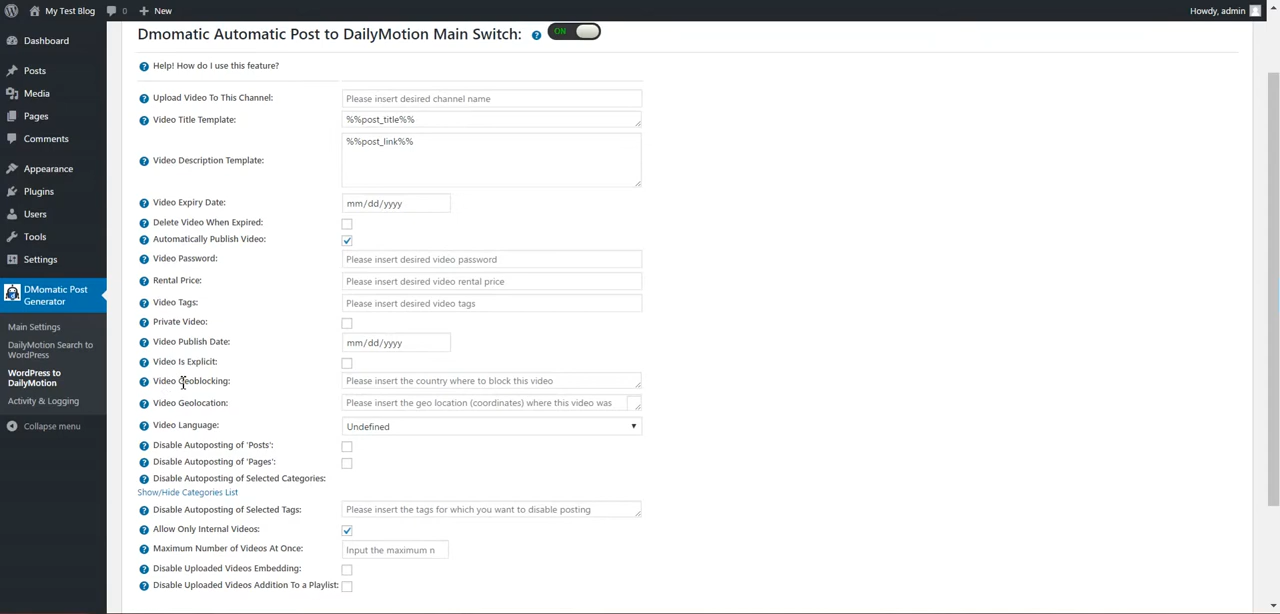 My Test Blog 0 New Howdy, admin
Dashboard
Posts
Media
Pages
Comments
Appearance
Plugins
Users
Tools
Settings
DMomatic Post
Generator
Main Settings
DailyMotion Search to
WordPress
WordPress to
DailyMotion
Activity & Logging
Collapse menu
Dmomatic Automatic Post to DailyMotion Main Switch: ? ON
? Help! How do I use this feature?
? Upload Video To This Channel: Please insert desired channel name
? Video Title Template: %%post_title%%
? Video Description Template: %%post_link%%
? Video Expiry Date: mm/dd/yyyy
? Delete Video When Expired:
? Automatically Publish Video:
? Video Password: Please insert desired video password
? Rental Price: Please insert desired video rental price
? Video Tags: Please insert desired video tags
? Private Video:
? Video Publish Date: mm/dd/yyyy
? Video Is Explicit:
? Video Geoblocking: Please insert the country where to block this video
? Video Geolocation: Please insert the geo location (coordinates) where this video was
? Video Language: Undefined
? Disable Autoposting of 'Posts':
? Disable Autoposting of 'Pages':
? Disable Autoposting of Selected Categories:
Show/Hide Categories List
? Disable Autoposting of Selected Tags: Please insert the tags for which you want to disable posting
? Allow Only Internal Videos:
? Maximum Number of Videos At Once: Input the maximum n
? Disable Uploaded Videos Embedding:
? Disable Uploaded Videos Addition To a Playlist: